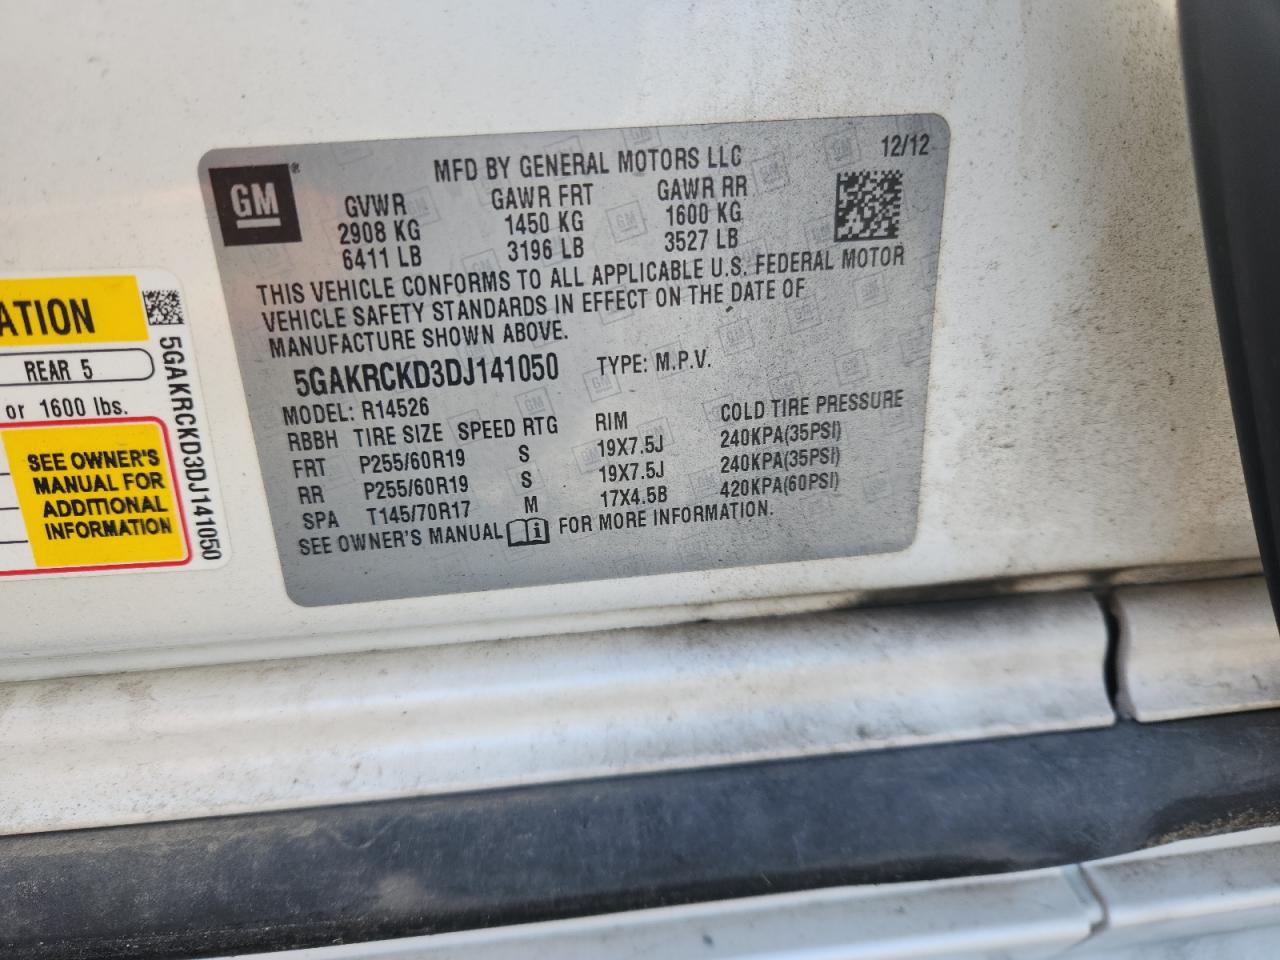 GM
®
MFD BY GENERAL MOTORS LLC 12/12
GVWR GAWR FRT GAWR RR
2908 KG 1450 KG 1600 KG
6411 LB 3196 LB 3527 LB
THIS VEHICLE CONFORMS TO ALL APPLICABLE U.S. FEDERAL MOTOR
VEHICLE SAFETY STANDARDS IN EFFECT ON THE DATE OF
MANUFACTURE SHOWN ABOVE.
5GAKRCKD3DJ141050 TYPE: M.P.V.
MODEL: R14526
RBBH TIRE SIZE SPEED RTG RIM COLD TIRE PRESSURE
FRT P255/60R19 S 19X7.5J 240KPA(35PSI)
RR P255/60R19 S 19X7.5J 240KPA(35PSI)
SPA T145/70R17 M 17X4.5B 420KPA(60PSI)
SEE OWNER'S MANUAL i FOR MORE INFORMATION.
ATION
REAR 5
or 1600 lbs.
SEE OWNER'S
MANUAL FOR
ADDITIONAL
INFORMATION
5GAKRCKD3DJ141050